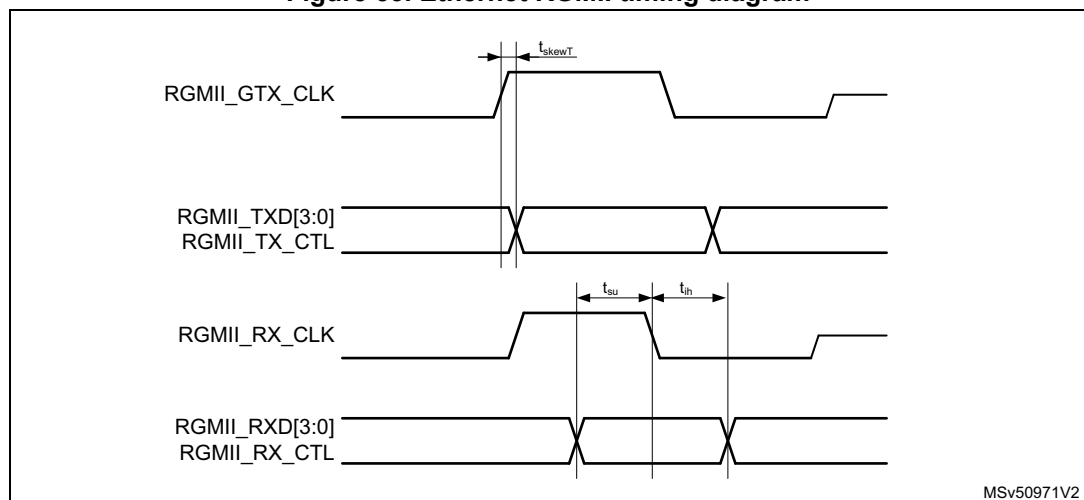 Figure Ethernet RGMII timing diagram
tskewT
RGMII_GTX_CLK
RGMII_TXD[3:0]
RGMII_TX_CTL
tsu tih
RGMII_RX_CLK
RGMII_RXD[3:0]
RGMII_RX_CTL
MSv50971V2